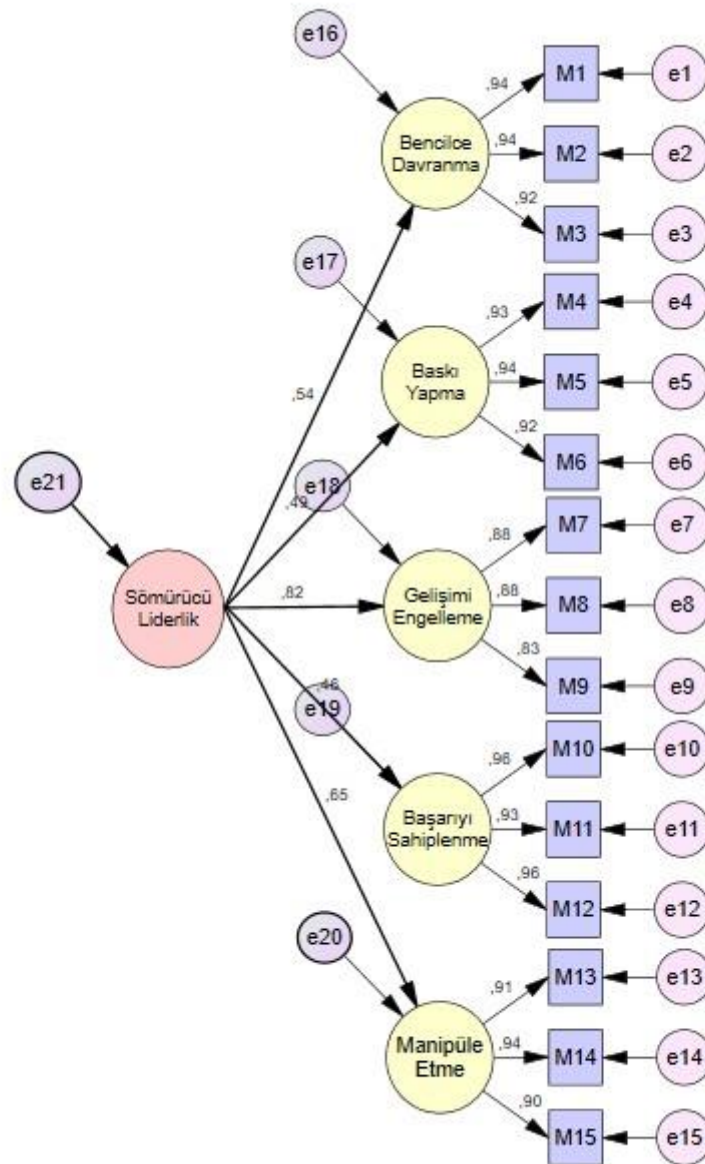 e16
,94
M1
e1
Bencilce
Davranma
,94
M2
e2
,92
M3
e3
e17
,93
M4
e4
Baskı
Yapma
,94
M5
e5
,54
,92
M6
e6
e21
e18
,49
,88
M7
e7
Sömürücü
Liderlik
,82
Gelişimi
Engelleme
,88
M8
e8
,83
M9
e9
,46
e19
,96
M10
e10
,65
Başarıyı
Sahiplenme
,93
M11
e11
,96
M12
e12
e20
,91
M13
e13
Manipüle
Etme
,94
M14
e14
,90
M15
e15